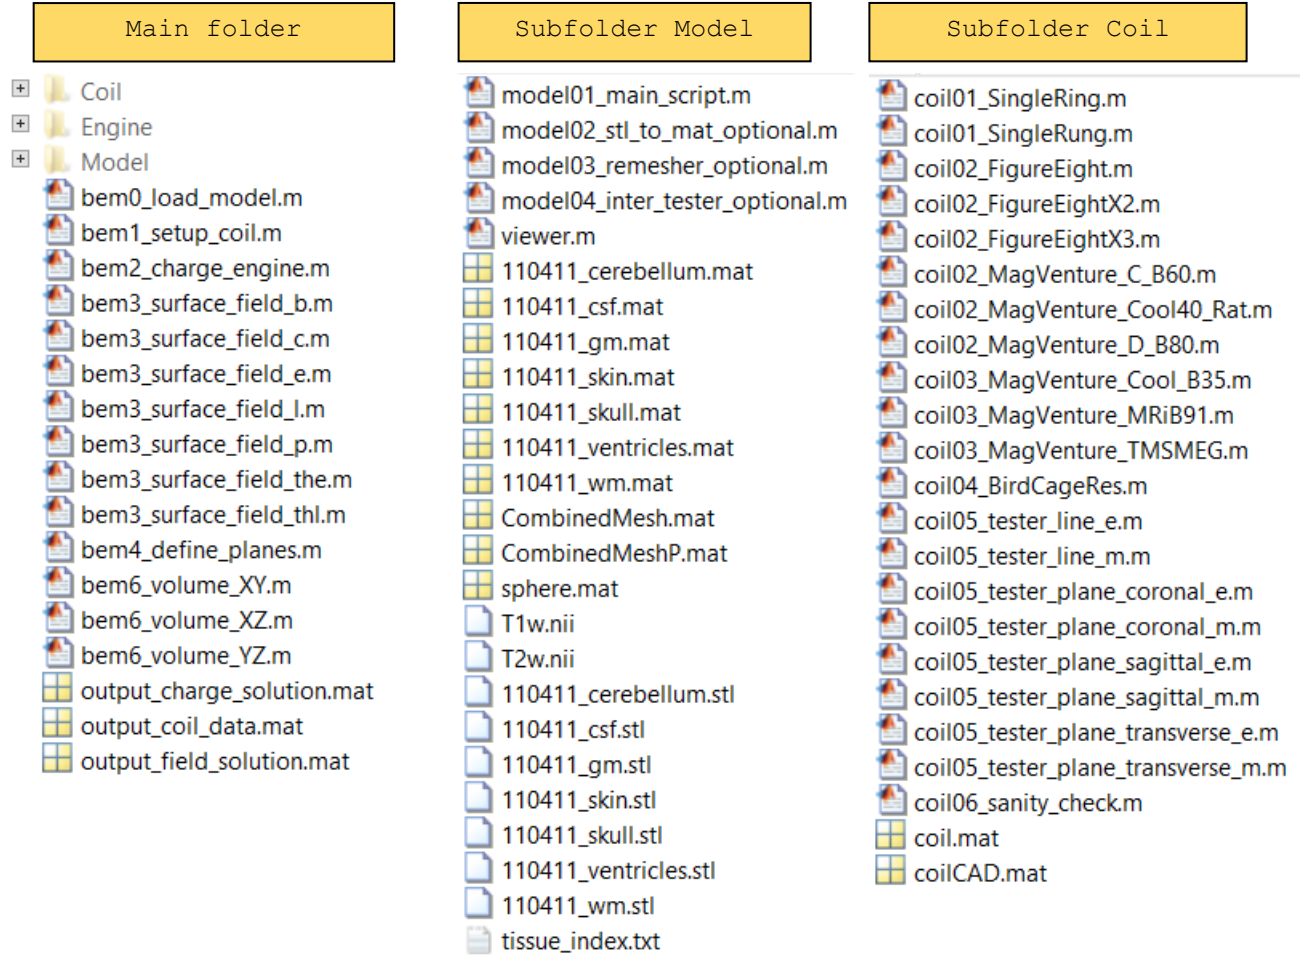 Main folder
Coil
Engine
Model
bem0_load_model.m
bem1_setup_coil.m
bem2_charge_engine.m
bem3_surface_field_b.m
bem3_surface_field_c.m
bem3_surface_field_e.m
bem3_surface_field_l.m
bem3_surface_field_p.m
bem3_surface_field_the.m
bem3_surface_field_thl.m
bem4_define_planes.m
bem6_volume_XY.m
bem6_volume_XZ.m
bem6_volume_YZ.m
output_charge_solution.mat
output_coil_data.mat
output_field_solution.mat
Subfolder Model
model01_main_script.m
model02_stl_to_mat_optional.m
model03_remesher_optional.m
model04_inter_tester_optional.m
viewer.m
110411_cerebellum.mat
110411_csf.mat
110411_gm.mat
110411_skin.mat
110411_skull.mat
110411_ventricles.mat
110411_wm.mat
CombinedMesh.mat
CombinedMeshP.mat
sphere.mat
T1w.nii
T2w.nii
110411_cerebellum.stl
110411_csf.stl
110411_gm.stl
110411_skin.stl
110411_skull.stl
110411_ventricles.stl
110411_wm.stl
tissue_index.txt
Subfolder Coil
coil01_SingleRing.m
coil01_SingleRung.m
coil02_FigureEight.m
coil02_FigureEightX2.m
coil02_FigureEightX3.m
coil02_MagVenture_C_B60.m
coil02_MagVenture_Cool40_Rat.m
coil02_MagVenture_D_B80.m
coil03_MagVenture_Cool_B35.m
coil03_MagVenture_MRiB91.m
coil03_MagVenture_TMSMEG.m
coil04_BirdCageRes.m
coil05_tester_line_e.m
coil05_tester_line_m.m
coil05_tester_plane_coronal_e.m
coil05_tester_plane_coronal_m.m
coil05_tester_plane_sagittal_e.m
coil05_tester_plane_sagittal_m.m
coil05_tester_plane_transverse_e.m
coil05_tester_plane_transverse_m.m
coil06_sanity_check.m
coil.mat
coilCAD.mat